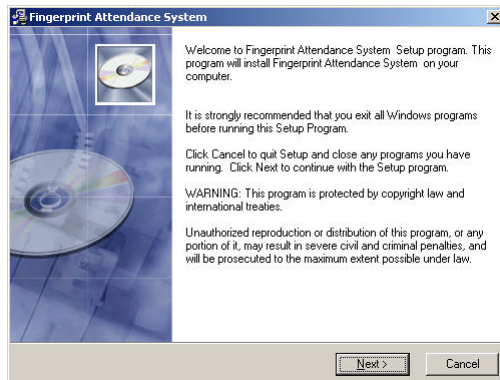 Fingerprint Attendance System
Welcome to Fingerprint Attendance System  Setup program. This
program will install Fingerprint Attendance System  on your
computer.
It is strongly recommended that you exit all Windows programs
before running this Setup Program.
Click Cancel to quit Setup and close any programs you have
running.  Click Next to continue with the Setup program.
WARNING: This program is protected by copyright law and
international treaties.
Unauthorized reproduction or distribution of this program, or any
portion of it, may result in severe civil and criminal penalties, and
will be prosecuted to the maximum extent possible under law.
Next >
Cancel